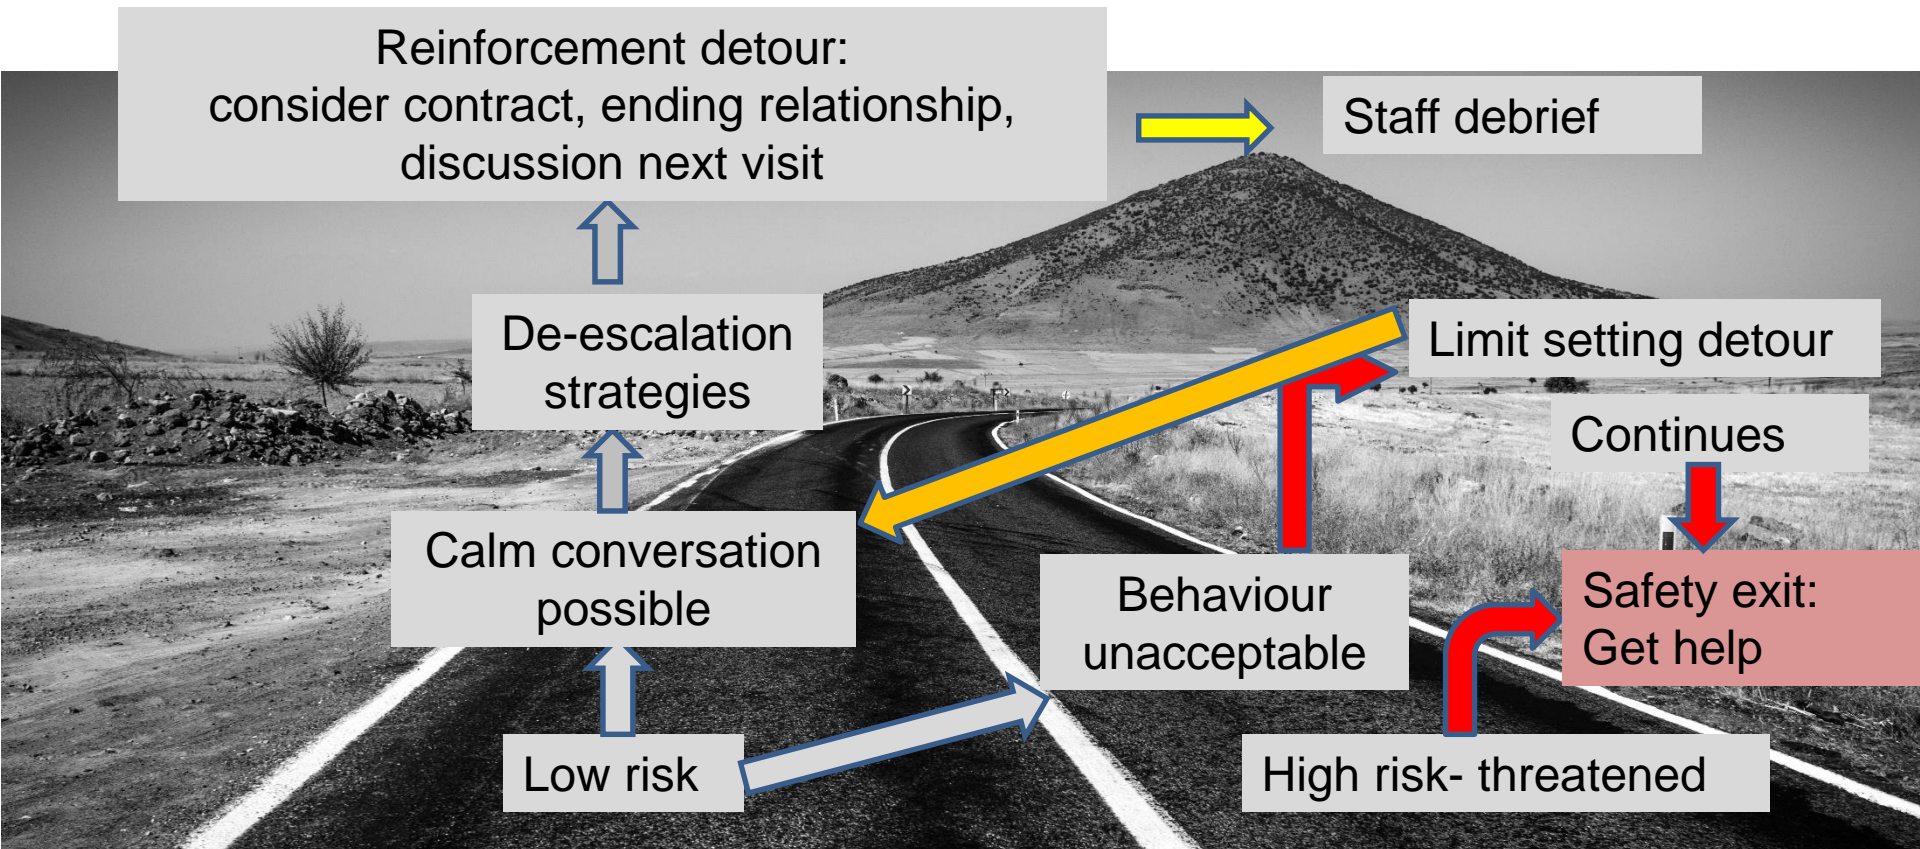 Reinforcement detour:
consider contract, ending relationship,
discussion next visit
Staff debrief
De-escalation
strategies
Limit setting detour
Continues
Calm conversation
possible
Behaviour
unacceptable
Safety exit:
Get help
Low risk
High risk- threatened